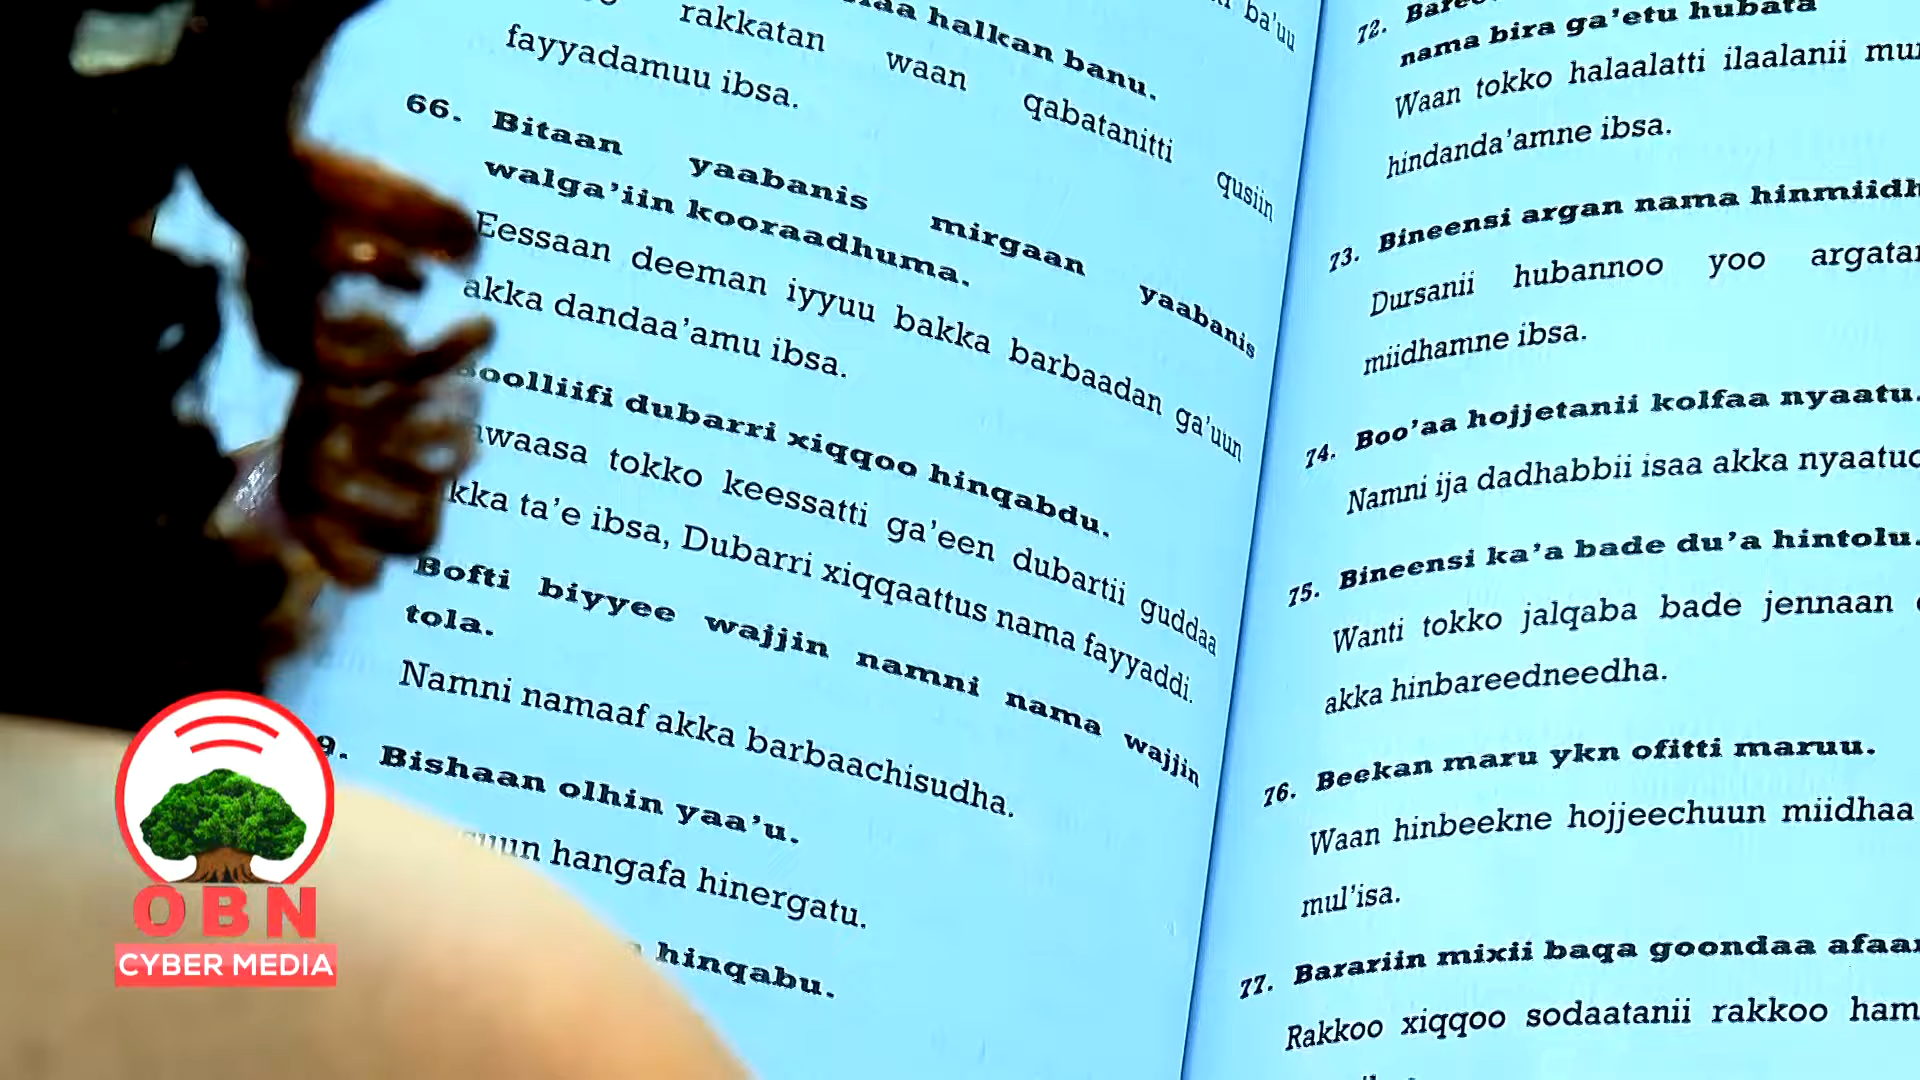 halkan banu.
rakkatan waan qabatanitti qusiin
fayyadamuu ibsa.
66. Bitaan yaabanis mirgaan yaabanis
walga'iin kooraadhuma.
Eessaan deeman iyyuu bakka barbaadan ga'uun
akka dandaa'amu ibsa.
dubarri xiqqoo hinqabdu.
tokko keessatti ga'een dubartii guddaa
ta'e ibsa, Dubarri xiqqaattus nama fayyaddi.
Bofti biyyee wajjin namni nama wajjin
tola.
Namni namaaf akka barbaachisudha.
9. Bishaan olhin yaa'u.
hangafa hinergatu.
hinqabu.
ba'uu
72.
nama bira ga'etu hubata
Waan tokko halaalatti ilaalanii
hindanda'amne ibsa.
73. Bineensi argan nama
Dursanii hubannoo yoo
miidhamne ibsa.
74. Boo'aa hojjetanii kolfaa nyaatu.
Namni ija dadhabbii isaa akka
75. Bineensi ka'a bade du'a hintolu.
Wanti tokko jalqaba bade jennaan
akka hinbareedneedha.
76. Beekan maru ykn ofitti maruu.
Waan hinbeekne hojjeechuun miidhaa
mul'isa.
77. Barariin mixii baqa goondaa
Rakkoo xiqqoo sodaatanii rakkoo
OBN
CYBER MEDIA